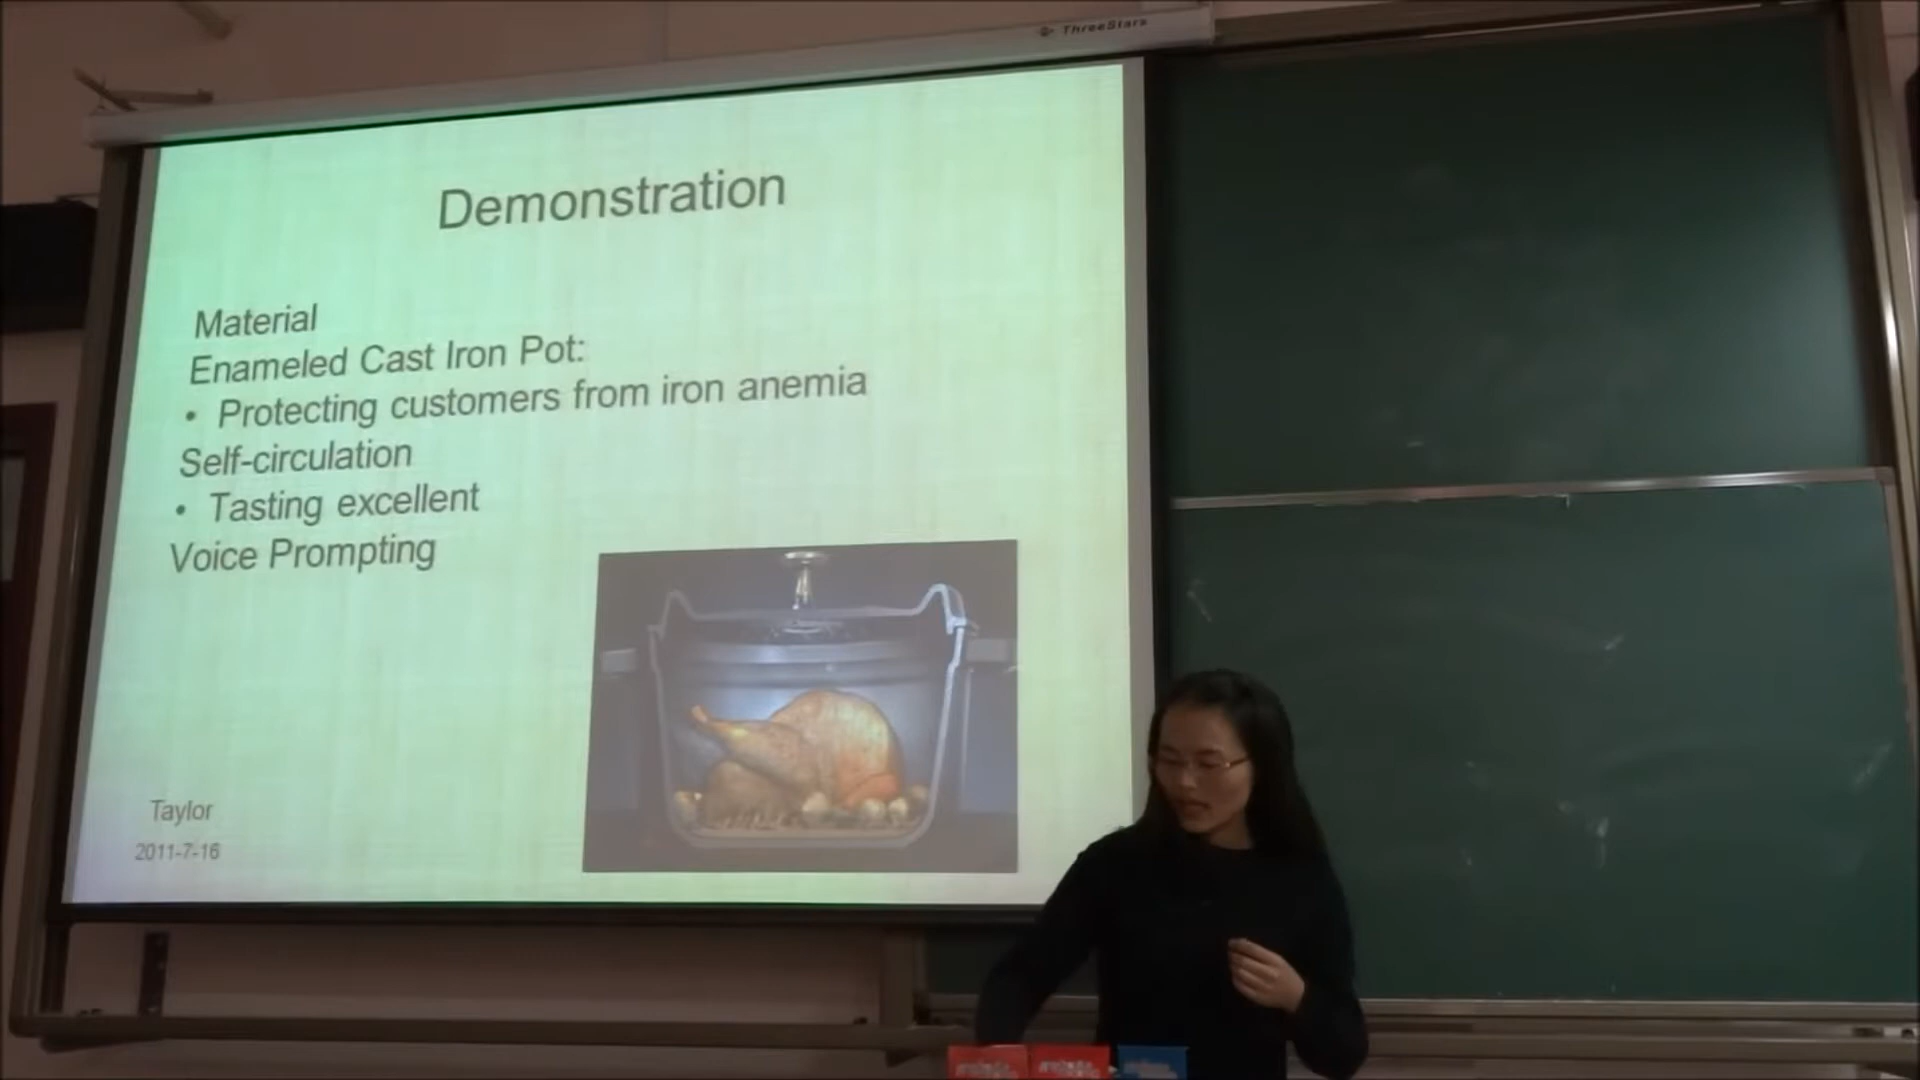 ThreeStars
Demonstration
Material
Enameled Cast Iron Pot:
• Protecting customers from iron anemia
Self-circulation
• Tasting excellent
Voice Prompting
Taylor
2011-7-16